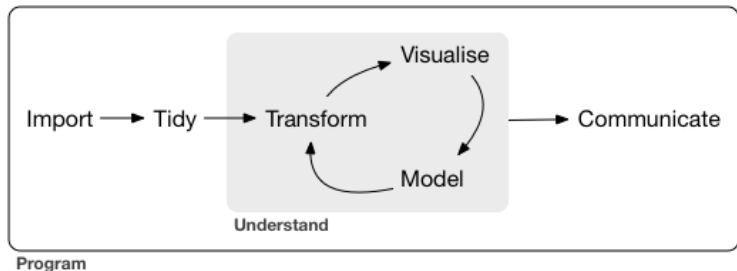 Visualise
Import
Tidy
Transform
Communicate
Model
Understand
Program